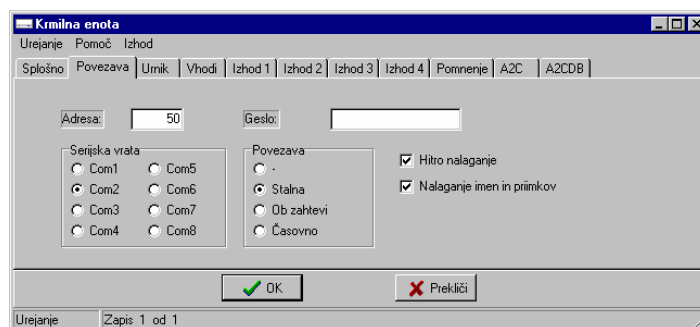 Krmilna enota
Urejanje Pomoč Izhod
Splošno Povezava Urnik Vhodi Izhod 1 Izhod 2 Izhod 3 Izhod 4 Pomnenje A2C A2CDB
Adresa: 50 Geslo:
Serijska vrata Povezava
Com1 Com5 -
Com2 Com6 Stalna
Com3 Com7 Ob zahtevi
Com4 Com8 Časovno
Hitro nalaganje
Nalaganje imen in priimkov
OK Prekliči
Urejanje Zapis 1 od 1